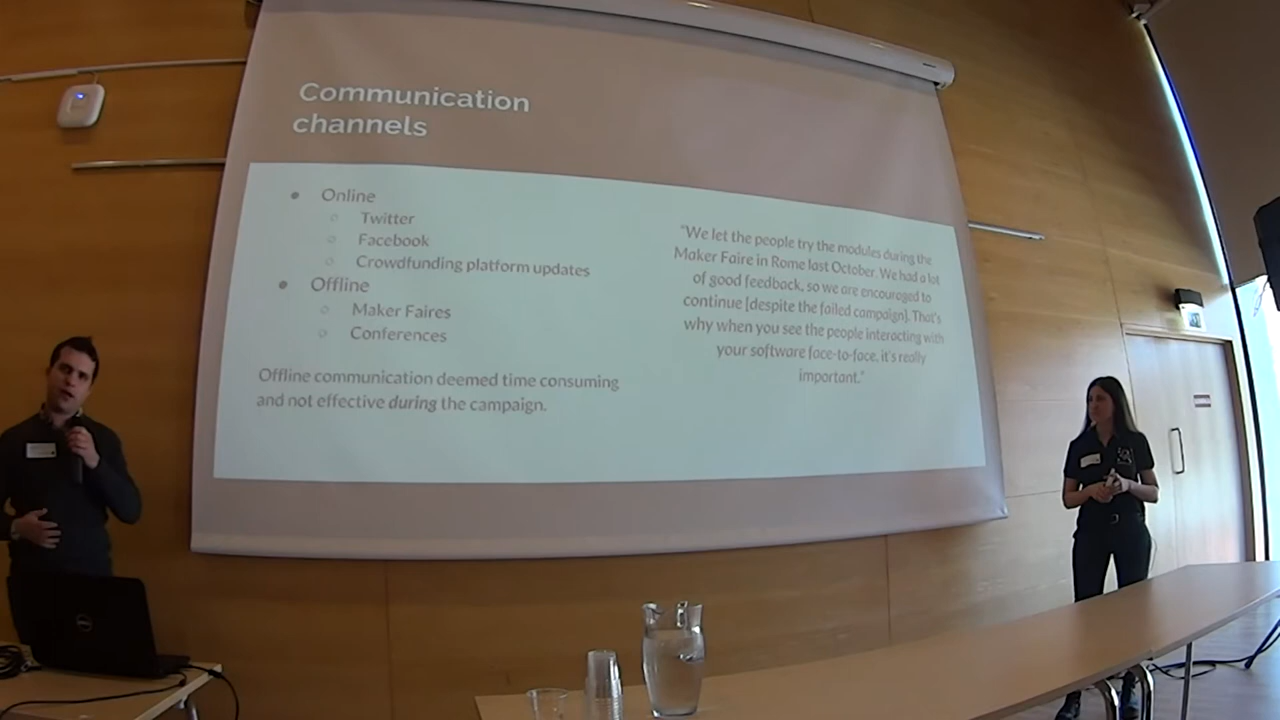 Communication
channels
● Online
○ Twitter
○ Facebook
○ Crowdfunding platform updates
● Offline
○ Maker Faires
○ Conferences
Offline communication deemed time consuming
and not effective during the campaign.
"We let the people try the modules during the
Maker Faire in Rome last October. We had a lot
of good feedback, so we are encouraged to
continue [despite the failed campaign]. That's
why when you see the people interacting with
your software face-to-face, it's really
important."
DELL